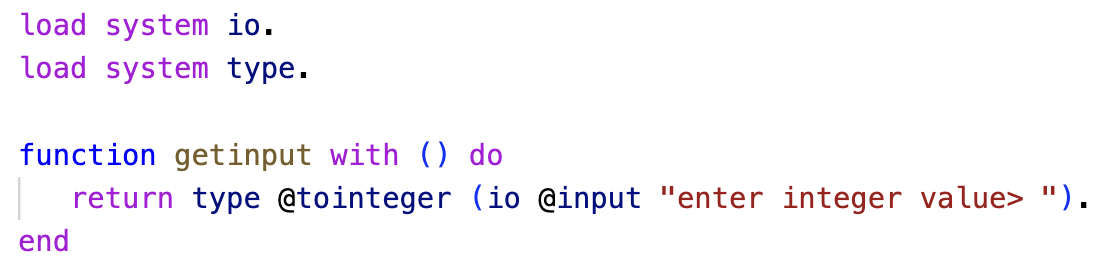 load system io.
load system type.
function getinput with () do
return type @tointeger (io @input "enter integer value> ").
end